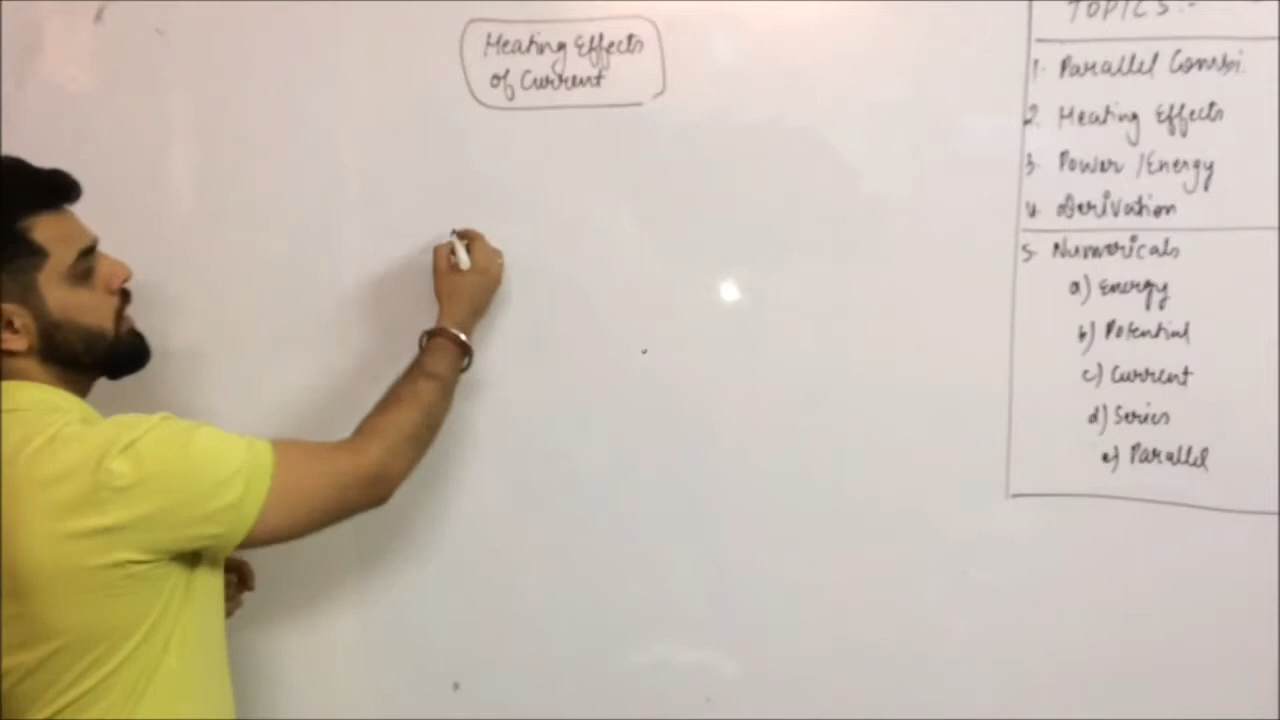 Heating Effects
of Current
TOPICS:-
1. Parallel Combi.
2. Heating Effects
3. Power/Energy
4. Derivation
5. Numericals
a) Energy
b) Potential
c) Current
d) Series
e) Parallel